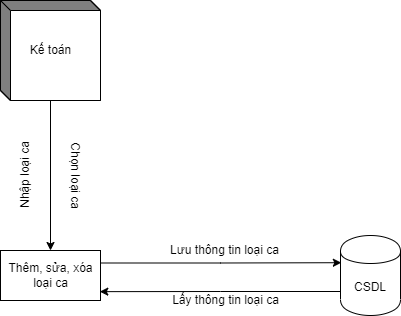 Kế toán
Nhập loại ca
Chọn loại ca
Lưu thông tin loại ca
Thêm, sửa, xóa
loại ca
CSDL
Lấy thông tin loại ca